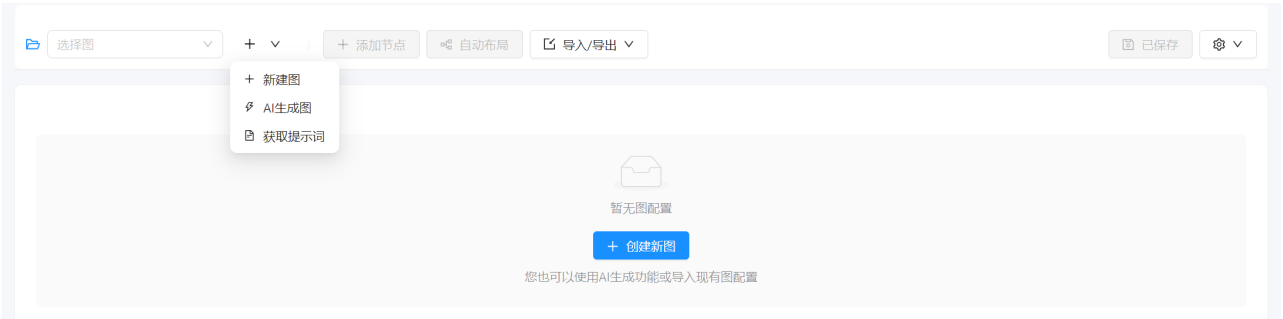 选择图 添加节点 自动布局 导入/导出 已保存
新建图
AI生成图
获取提示词
暂无图配置
创建新图
您也可以使用AI生成功能或导入现有图配置